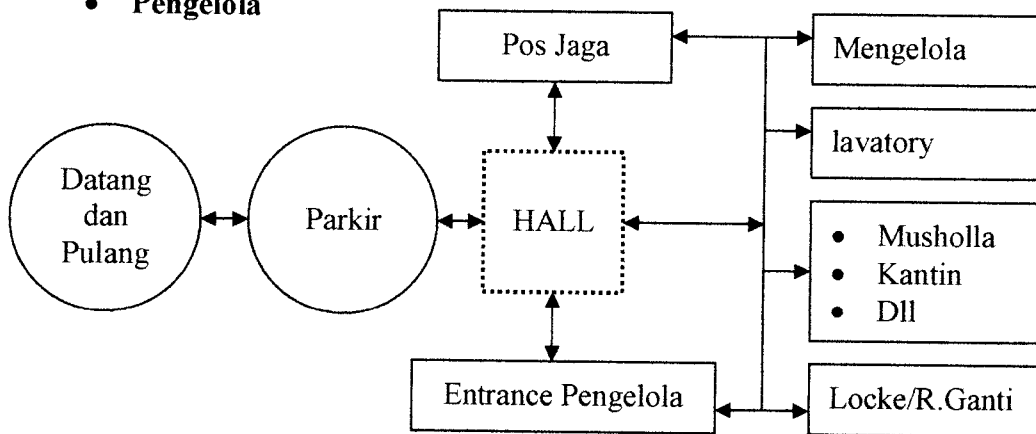 • Pengelola
Pos Jaga
Mengelola
lavatory
Datang
dan
Pulang
Parkir
HALL
• Musholla
• Kantin
• Dll
Entrance Pengelola
Locke/R.Ganti